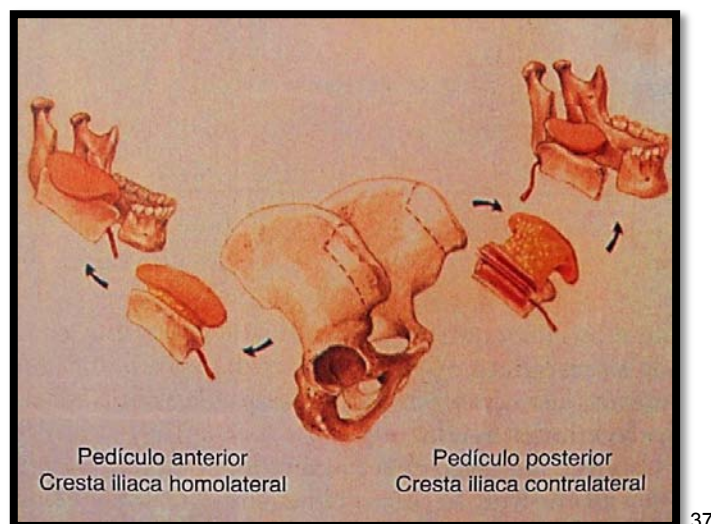 Pedículo anterior
Cresta iliaca homolateral
Pedículo posterior
Cresta iliaca contralateral
37